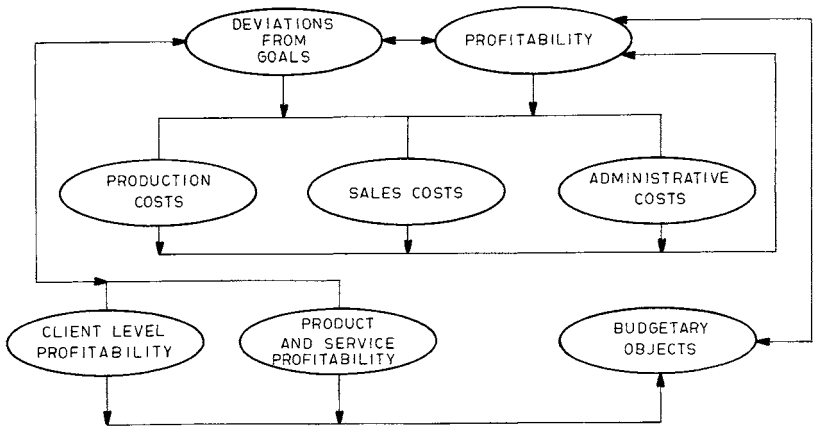 DEVIATIONS
FROM
GOALS
PROFITABILITY
PRODUCTION
COSTS
SALES COSTS
ADMINISTRATIVE
COSTS
CLIENT LEVEL
PROFITABILITY
PRODUCT
AND SERVICE
PROFITABILITY
BUDGETARY
OBJECTS